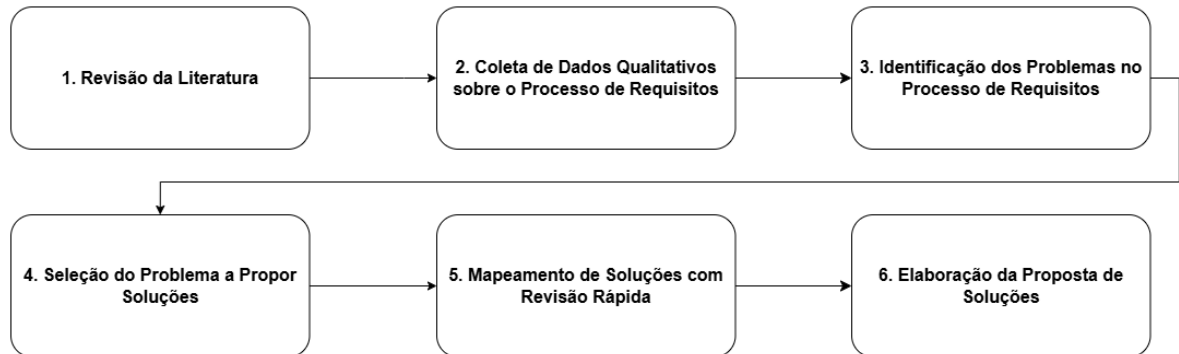 1. Revisão da Literatura
2. Coleta de Dados Qualitativos
sobre o Processo de Requisitos
3. Identificação dos Problemas no
Processo de Requisitos
4. Seleção do Problema a Propor
Soluções
5. Mapeamento de Soluções com
Revisão Rápida
6. Elaboração da Proposta de
Soluções